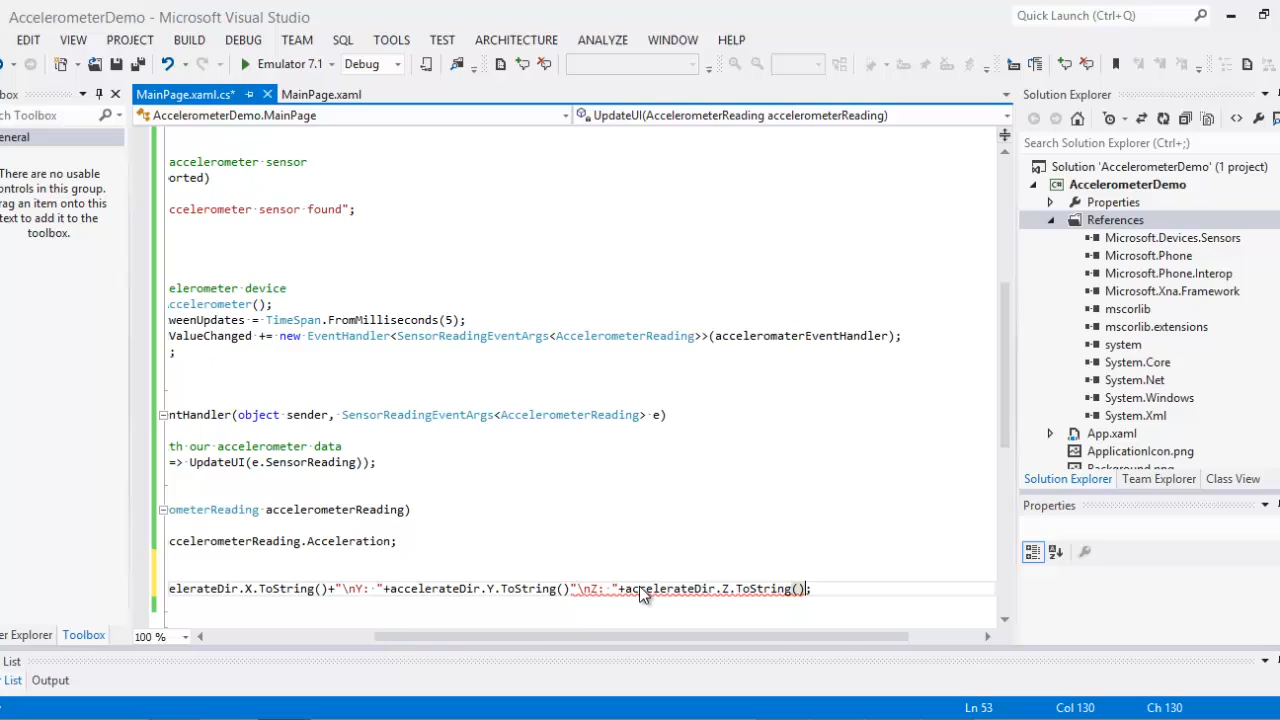 AccelerometerDemo - Microsoft Visual Studio
Quick Launch (Ctrl+Q)
EDIT VIEW PROJECT BUILD DEBUG TEAM SQL TOOLS TEST ARCHITECTURE ANALYZE WINDOW HELP
Emulator 7.1 Debug
box
MainPage.xaml.cs* MainPage.xaml
Solution Explorer
ch Toolbox
AccelerometerDemo.MainPage
UpdateUI(AccelerometerReading accelerometerReading)
eneral
There are no usable
ontrols in this group.
rag an item onto this
text to add it to the
toolbox.
accelerometer sensor
orted)
ccelerometer sensor found";
elerometer device
ccelerometer();
weenUpdates = TimeSpan.FromMilliseconds(5);
ValueChanged += new EventHandler<SensorReadingEventArgs<AccelerometerReading>>(acceleromaterEventHandler);
;
ntHandler(object sender, SensorReadingEventArgs<AccelerometerReading> e)
th our accelerometer data
=> UpdateUI(e.SensorReading));
ometerReading accelerometerReading)
ccelerometerReading.Acceleration;
elerateDir.X.ToString()+"\nY: "+accelerateDir.Y.ToString()"\nZ: "+accelerateDir.Z.ToString();
Search Solution Explorer (Ctrl+;)
Solution 'AccelerometerDemo' (1 project)
AccelerometerDemo
Properties
References
Microsoft.Devices.Sensors
Microsoft.Phone
Microsoft.Phone.Interop
Microsoft.Xna.Framework
mscorlib
mscorlib.extensions
system
System.Core
System.Net
System.Windows
System.Xml
App.xaml
ApplicationIcon.png
Background.png
Solution Explorer Team Explorer Class View
Properties
er Explorer Toolbox
100 %
List
List Output
Ln 53 Col 130 Ch 130